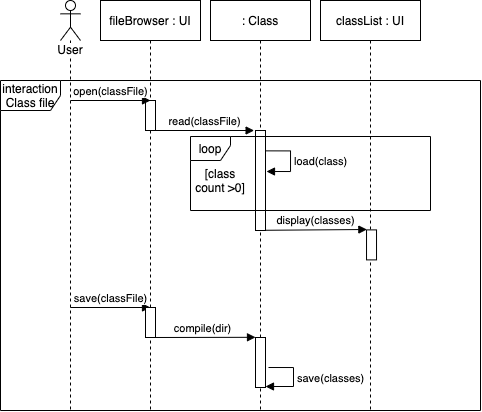 fileBrowser : UI
: Class
classList : UI
User
interaction
Class file
open(classFile)
read(classFile)
loop
load(class)
[class
count >0]
display(classes)
save(classFile)
compile(dir)
save(classes)